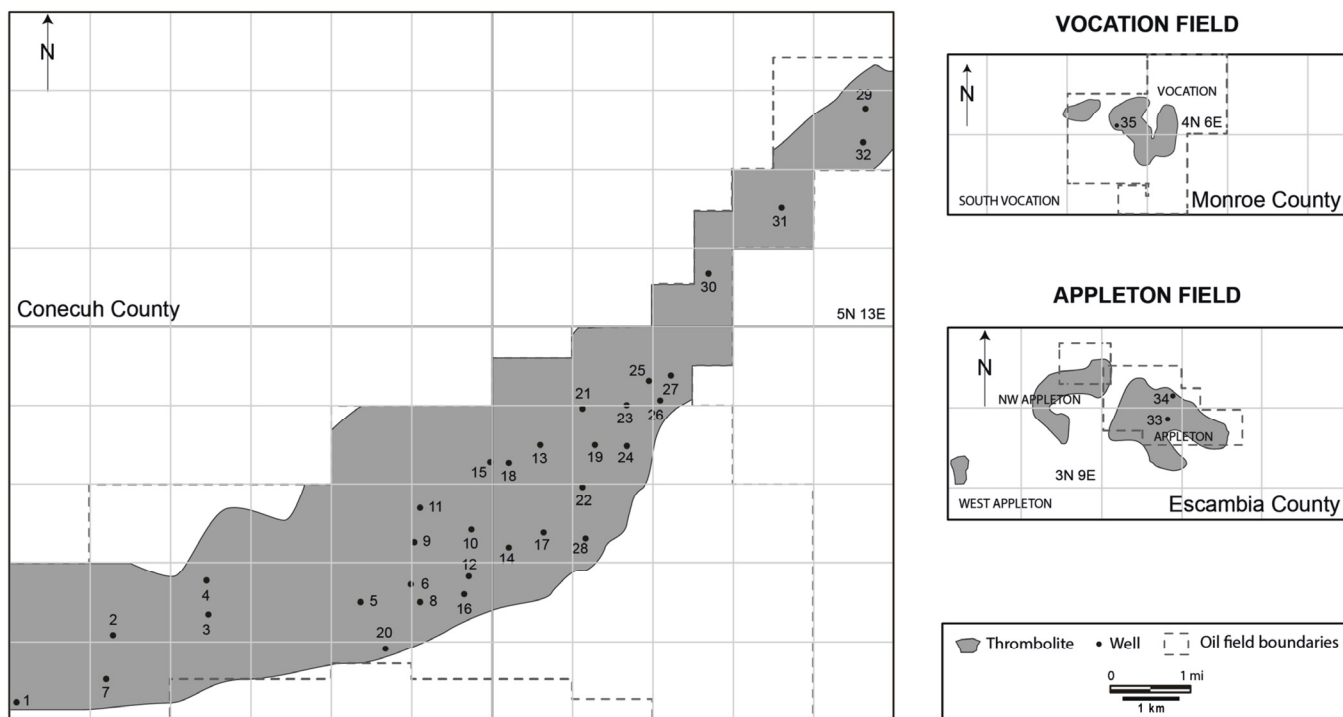 N
29
32
31
30
Conecuh County
5N 13E
25
27
21
23
26
13
19
24
15
18
22
11
9
10
14
17
28
12
4
6
5
8
16
3
2
20
7
1
VOCATION FIELD
N
VOCATION
35
4N 6E
SOUTH VOCATION
Monroe County
APPLETON FIELD
N
NW APPLETON
34
33
APPLETON
3N 9E
WEST APPLETON
Escambia County
Thrombolite
Well
Oil field boundaries
0 1 mi
1 km